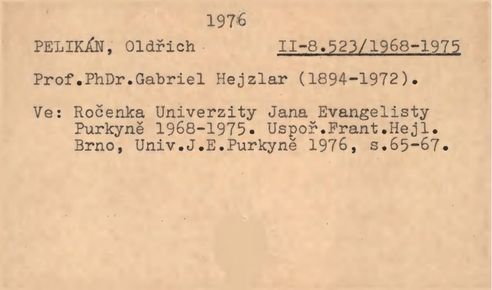 1976
PELIKÁN, Oldřich II-8.523/1968-1975
Prof.PhDr.Gabriel Hejzlar (1894-1972).
Ve: Ročenka Univerzity Jana Evangelisty
Purkyně 1968-1975. Uspoř.Frant.Hejl.
Brno, Univ.J.E.Purkyně 1976, s.65-67.